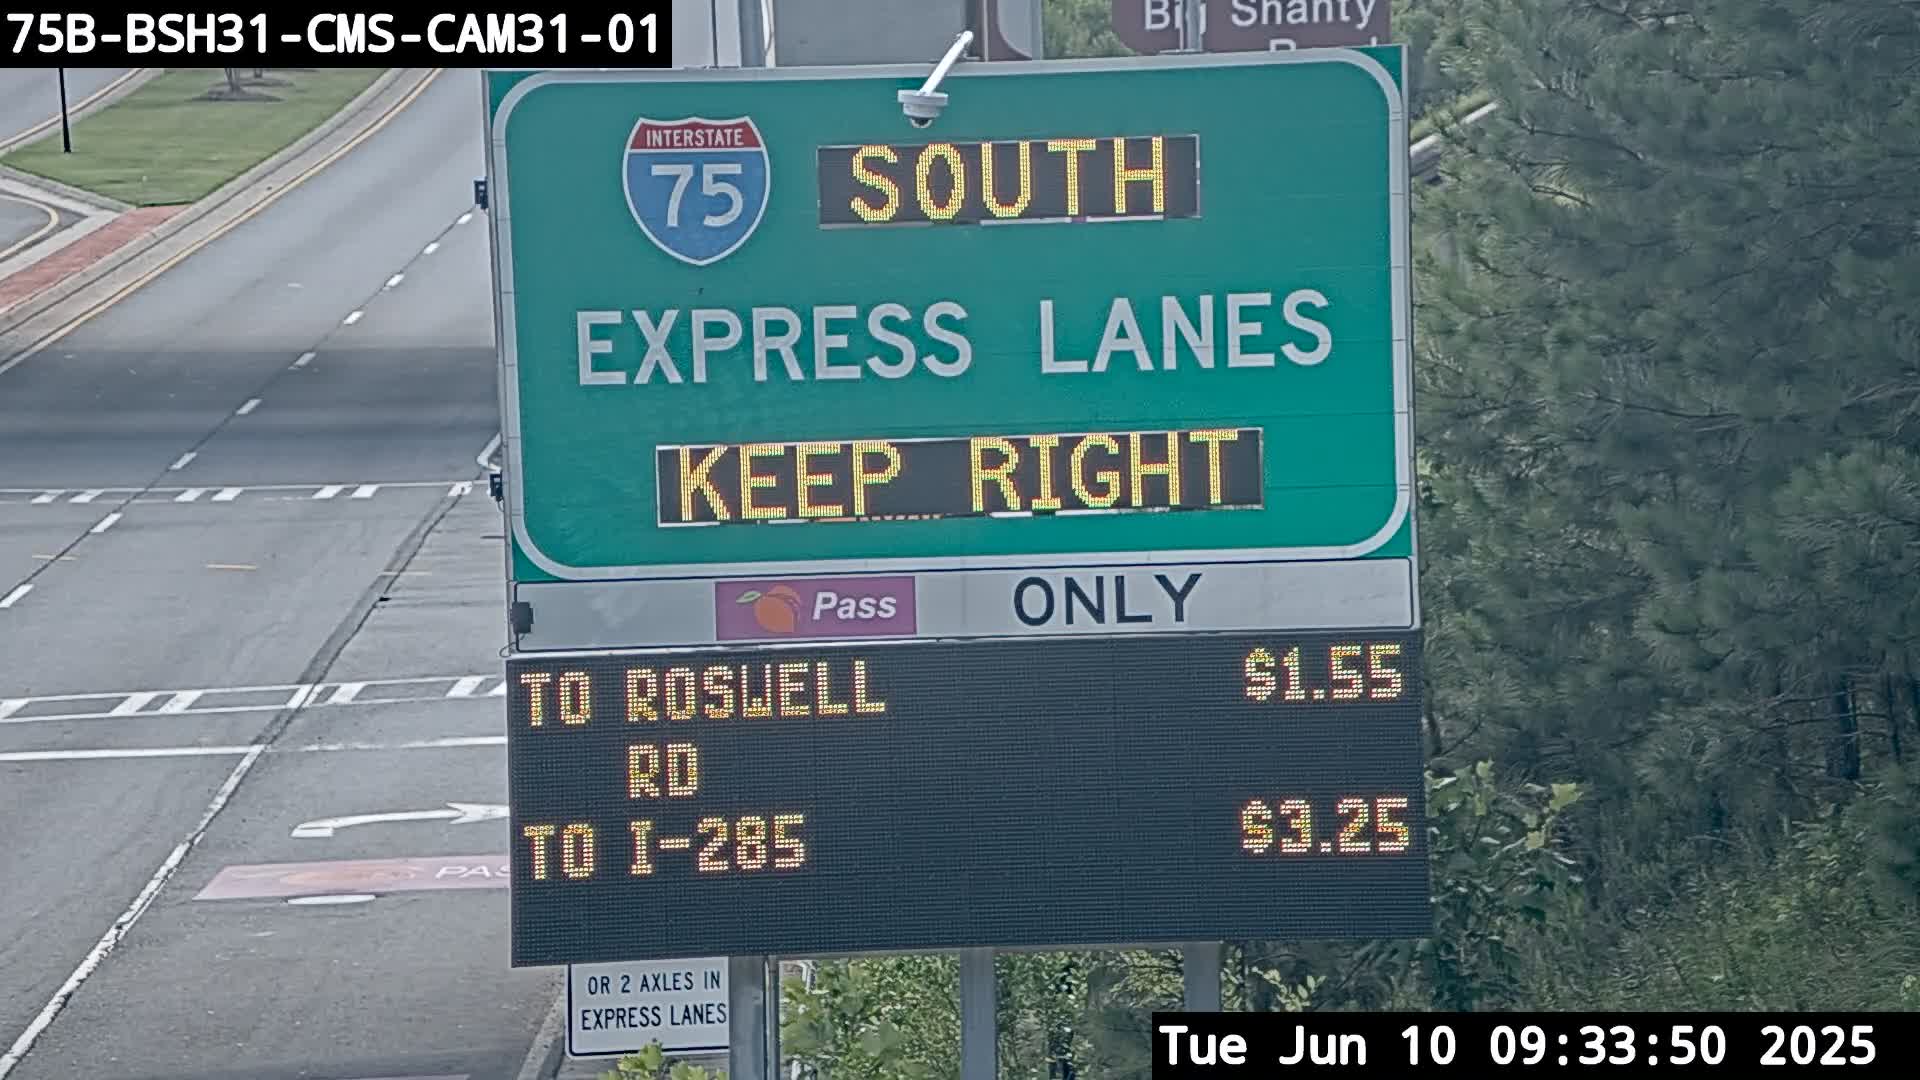 75B-BSH31-CMS-CAM31-01
Big Shanty
INTERSTATE
75
SOUTH
EXPRESS LANES
KEEP RIGHT
Pass
ONLY
TO ROSWELL $1.55
RD
TO I-285 $3.25
OR 2 AXLES IN
EXPRESS LANES
Tue Jun 10 09:33:50 2025